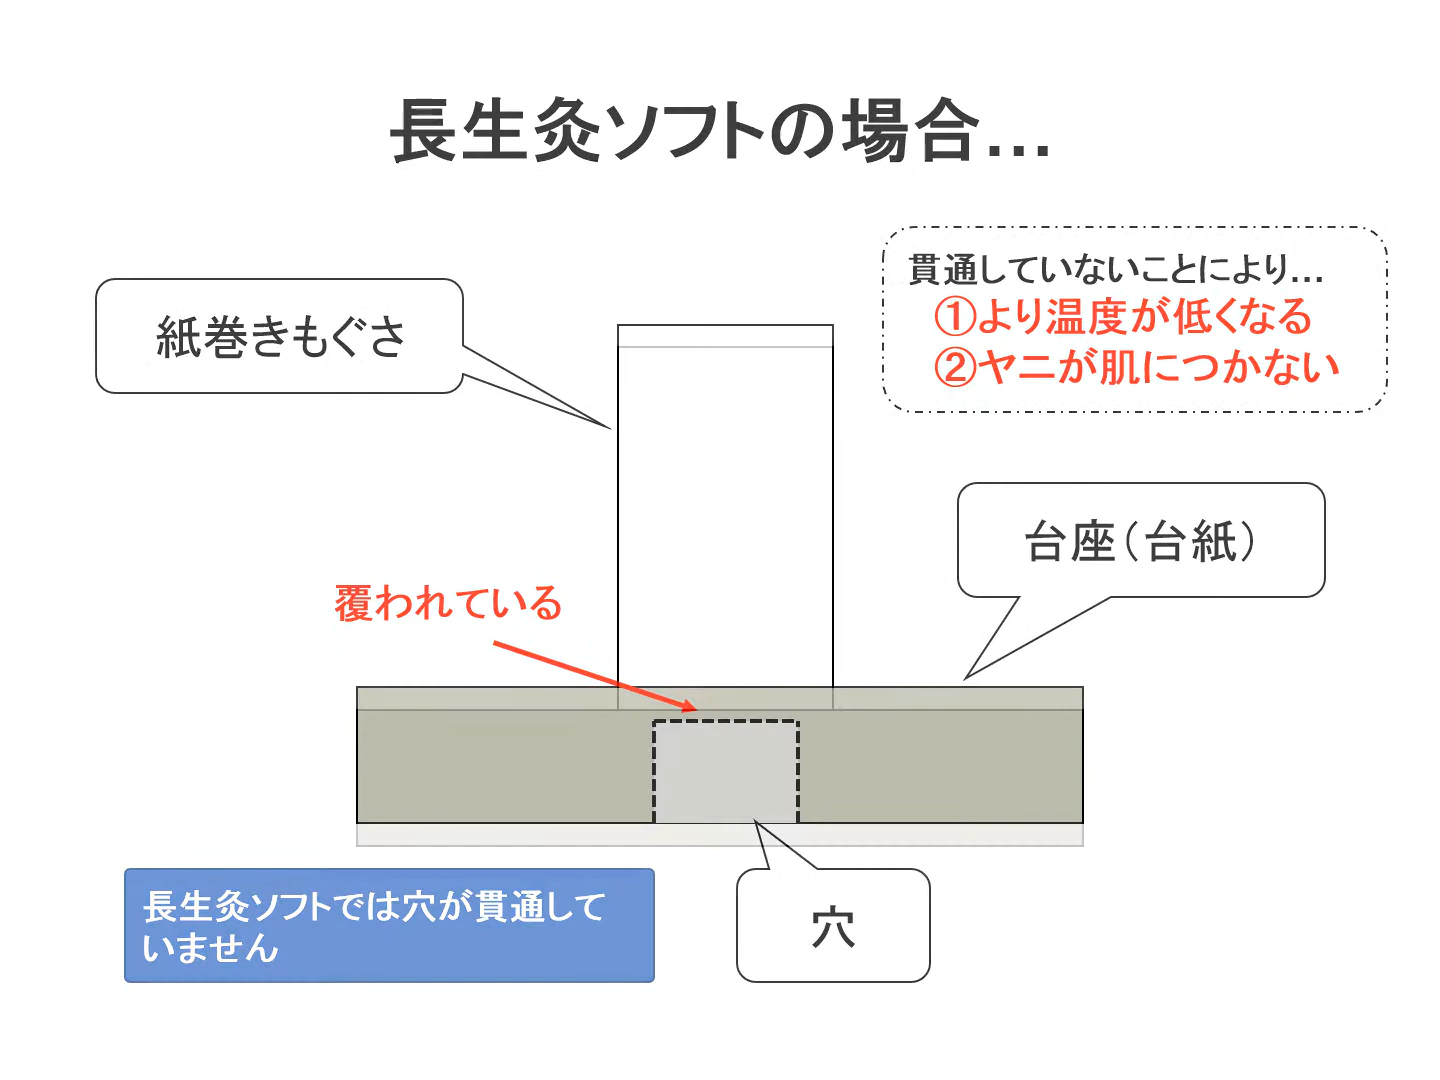 長生灸ソフトの場合…
貫通していないことにより…
①より温度が低くなる
②ヤニが肌につかない
紙巻きもぐさ
台座（台紙）
覆われている
長生灸ソフトでは穴が貫通して
いません
穴